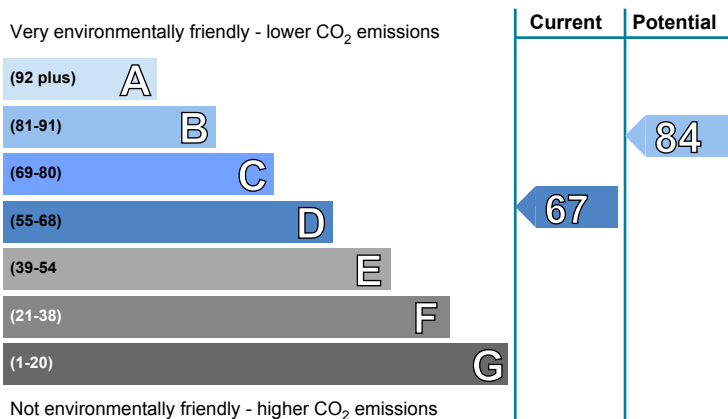 Current Potential
Very environmentally friendly - lower CO₂ emissions
(92 plus) A
(81-91) B
84
(69-80) C
(55-68) D
67
(39-54 E
(21-38) F
(1-20) G
Not environmentally friendly - higher CO₂ emissions